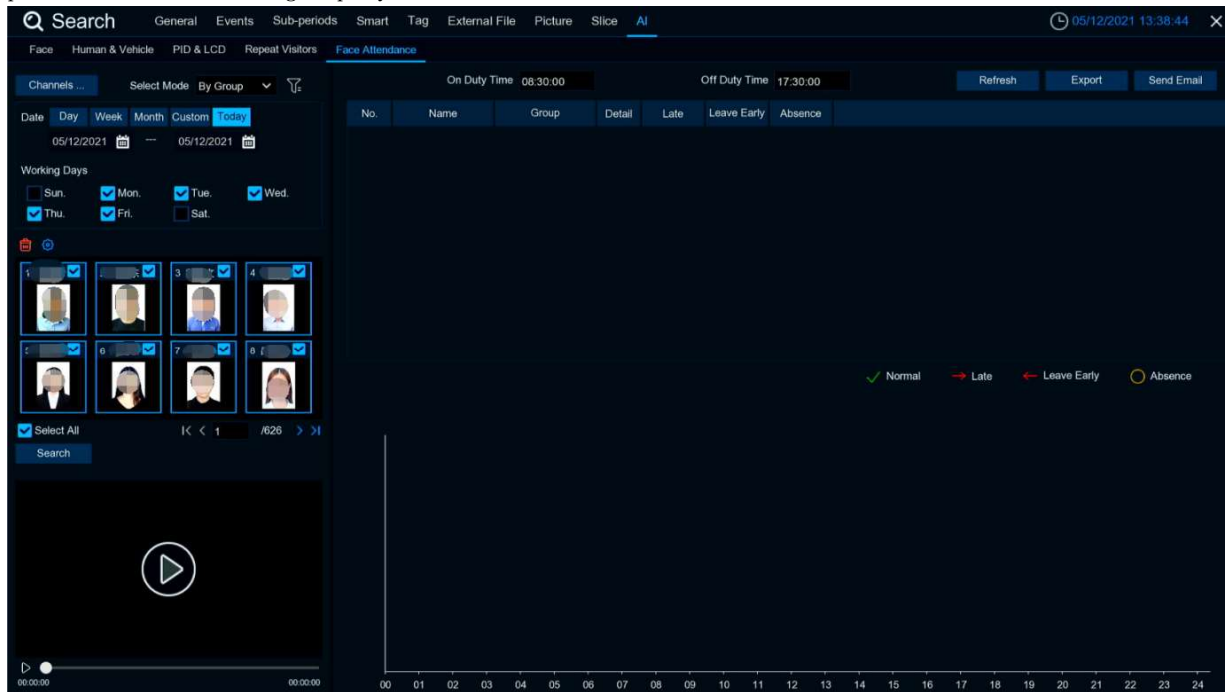 Search General Events Sub-periods Smart Tag External File Picture Slice AI 05/12/2021 13:38:44
Face Human & Vehicle PID & LCD Repeat Visitors Face Attendance
Channels ... Select Mode By Group
On Duty Time 08:30:00 Off Duty Time 17:30:00 Refresh Export Send Email
Date Day Week Month Custom Today
No. Name Group Detail Late Leave Early Absence
05/12/2021 --- 05/12/2021
Working Days
Sun. Mon. Tue. Wed.
Thu. Fri. Sat.
1 3 4
6 7 8
Normal Late Leave Early Absence
Select All 1 /626
Search
00:00:00 00:00:00
00 01 02 03 04 05 06 07 08 09 10 11 12 13 14 15 16 17 18 19 20 21 22 23 24